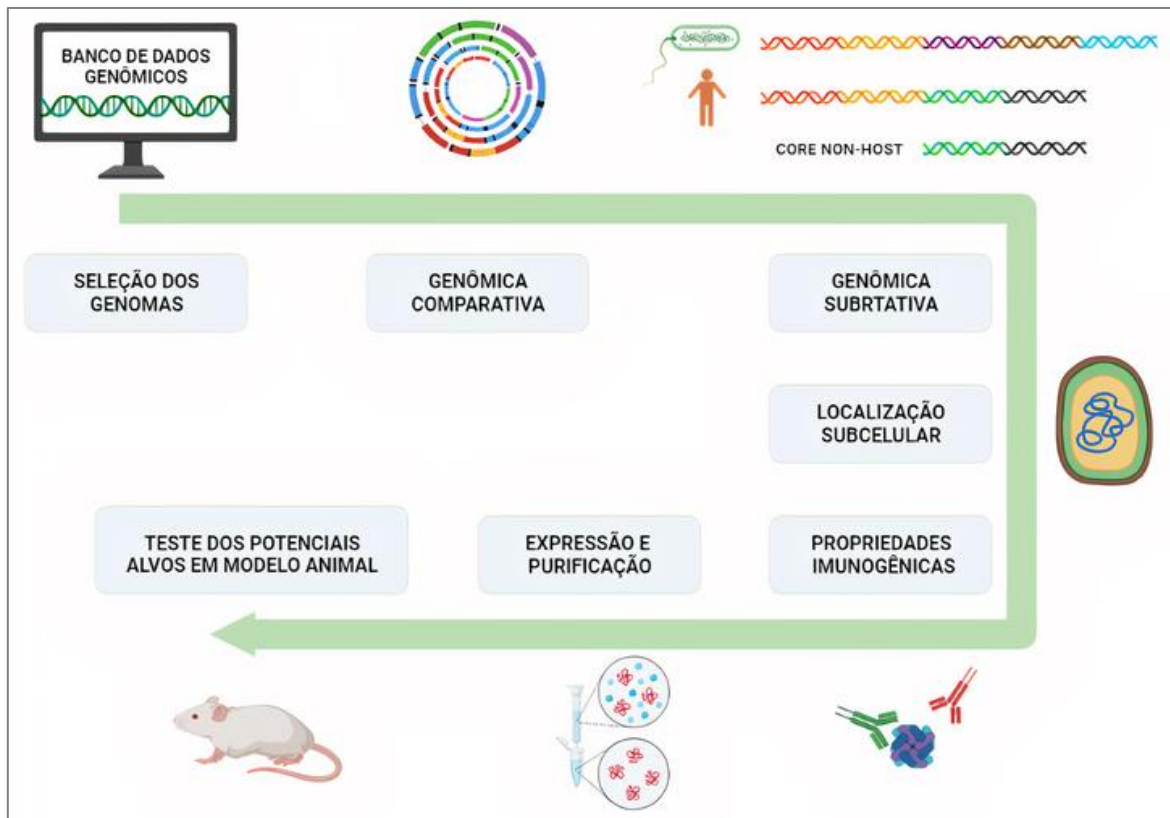 BANCO DE DADOS
GENÔMICOS
CORE NON-HOST
SELEÇÃO DOS
GENOMAS
GENÔMICA
COMPARATIVA
GENÔMICA
SUBRTATIVA
LOCALIZAÇÃO
SUBCELULAR
TESTE DOS POTENCIAIS
ALVOS EM MODELO ANIMAL
EXPRESSÃO E
PURIFICAÇÃO
PROPRIEDADES
IMUNOGÊNICAS